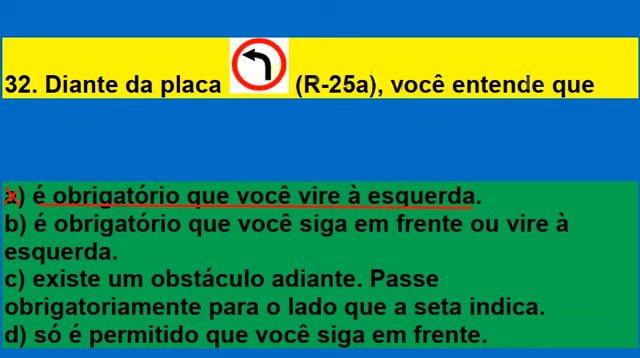 32. Diante da placa (R-25a), você entende que
a) é obrigatório que você vire à esquerda.
b) é obrigatório que você siga em frente ou vire à
esquerda.
c) existe um obstáculo adiante. Passe
obrigatoriamente para o lado que a seta indica.
d) só é permitido que você siga em frente.